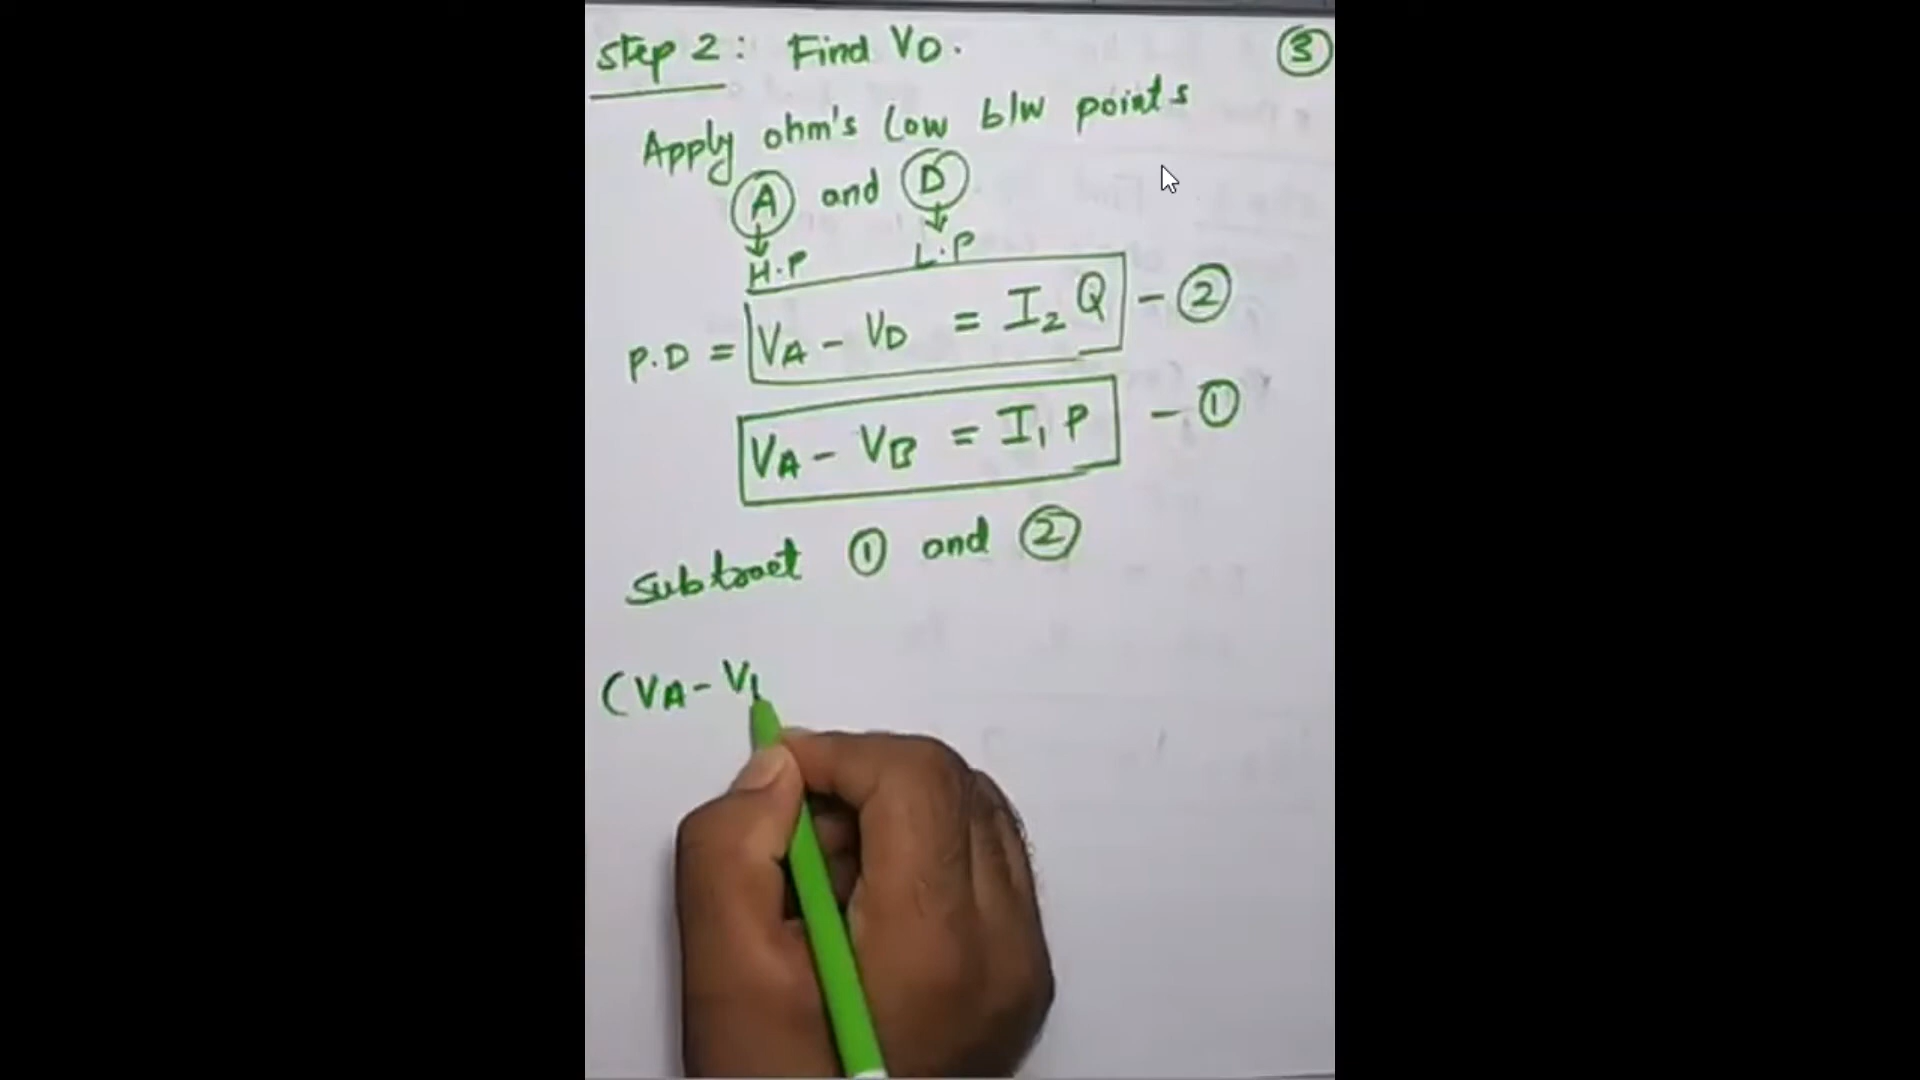 Step 2: Find VD.
③
Apply ohm's Low b/w points
Ⓐ and Ⓓ
H.P L.P
P.D = VA - VD = I2 Q - ②
VA - VB = I1 P - ①
Subtract ① and ②
(VA - V